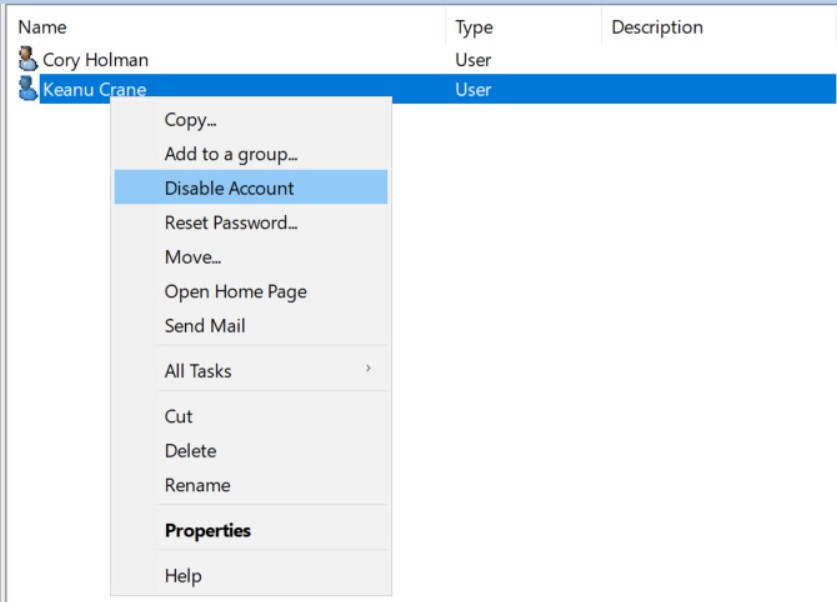 Name Type Description
Cory Holman User
Keanu Crane User
Copy...
Add to a group...
Disable Account
Reset Password...
Move...
Open Home Page
Send Mail
All Tasks ›
Cut
Delete
Rename
Properties
Help